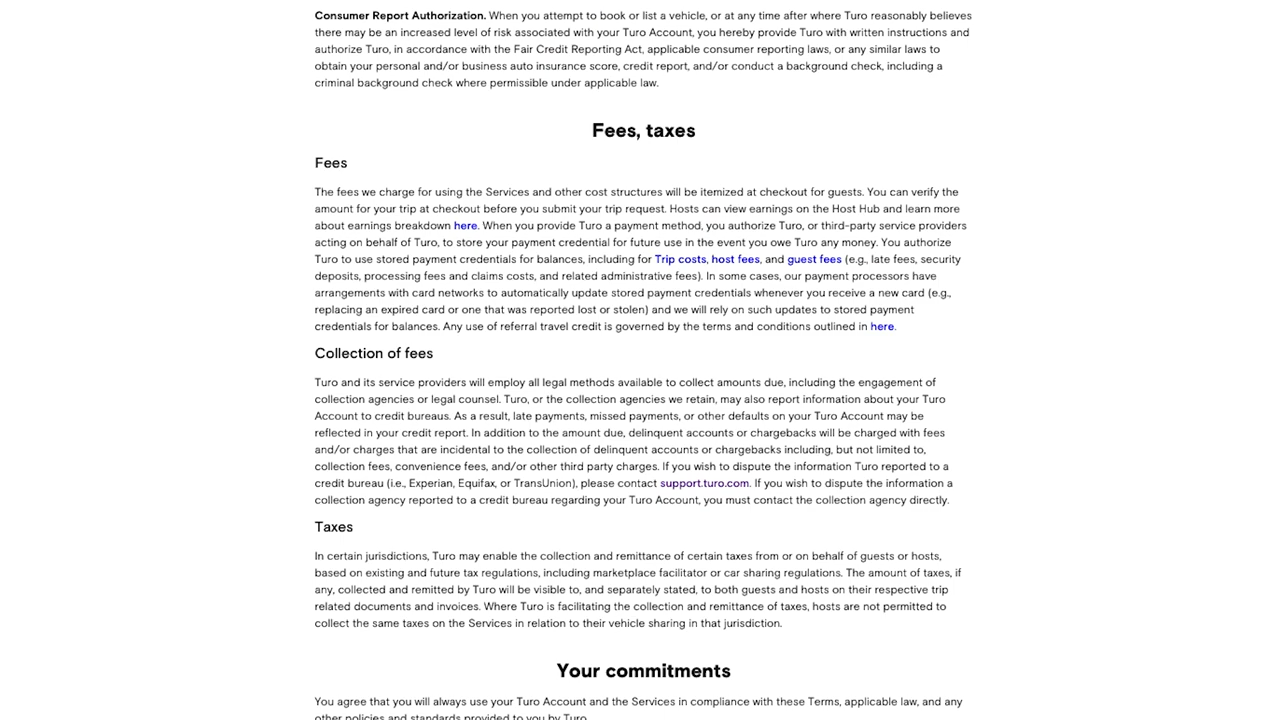 Consumer Report Authorization. When you attempt to book or list a vehicle, or at any time after where Turo reasonably believes
there may be an increased level of risk associated with your Turo Account, you hereby provide Turo with written instructions and
authorize Turo, in accordance with the Fair Credit Reporting Act, applicable consumer reporting laws, or any similar laws to
obtain your personal and/or business auto insurance score, credit report, and/or conduct a background check, including a
criminal background check where permissible under applicable law.
Fees, taxes
Fees
The fees we charge for using the Services and other cost structures will be itemized at checkout for guests. You can verify the
amount for your trip at checkout before you submit your trip request. Hosts can view earnings on the Host Hub and learn more
about earnings breakdown here. When you provide Turo a payment method, you authorize Turo, or third-party service providers
acting on behalf of Turo, to store your payment credential for future use in the event you owe Turo any money. You authorize
Turo to use stored payment credentials for balances, including for Trip costs, host fees, and guest fees (e.g., late fees, security
deposits, processing fees and claims costs, and related administrative fees). In some cases, our payment processors have
arrangements with card networks to automatically update stored payment credentials whenever you receive a new card (e.g.,
replacing an expired card or one that was reported lost or stolen) and we will rely on such updates to stored payment
credentials for balances. Any use of referral travel credit is governed by the terms and conditions outlined in here.
Collection of fees
Turo and its service providers will employ all legal methods available to collect amounts due, including the engagement of
collection agencies or legal counsel. Turo, or the collection agencies we retain, may also report information about your Turo
Account to credit bureaus. As a result, late payments, missed payments, or other defaults on your Turo Account may be
reflected in your credit report. In addition to the amount due, delinquent accounts or chargebacks will be charged with fees
and/or charges that are incidental to the collection of delinquent accounts or chargebacks including, but not limited to,
collection fees, convenience fees, and/or other third party charges. If you wish to dispute the information Turo reported to a
credit bureau (i.e., Experian, Equifax, or TransUnion), please contact support.turo.com. If you wish to dispute the information a
collection agency reported to a credit bureau regarding your Turo Account, you must contact the collection agency directly.
Taxes
In certain jurisdictions, Turo may enable the collection and remittance of certain taxes from or on behalf of guests or hosts,
based on existing and future tax regulations, including marketplace facilitator or car sharing regulations. The amount of taxes, if
any, collected and remitted by Turo will be visible to, and separately stated, to both guests and hosts on their respective trip
related documents and invoices. Where Turo is facilitating the collection and remittance of taxes, hosts are not permitted to
collect the same taxes on the Services in relation to their vehicle sharing in that jurisdiction.
Your commitments
You agree that you will always use your Turo Account and the Services in compliance with these Terms, applicable law, and any
other policies and standards provided to you by Turo.